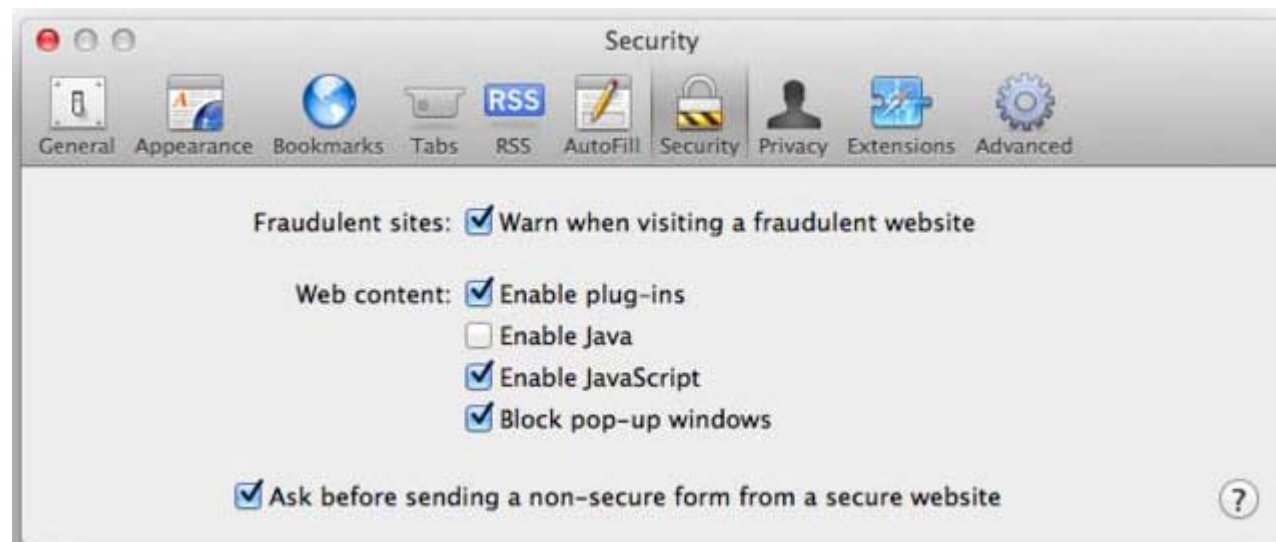 Security
RSS
General Appearance Bookmarks Tabs RSS AutoFill Security Privacy Extensions Advanced
Fraudulent sites: Warn when visiting a fraudulent website
Web content: Enable plug-ins
Enable Java
Enable JavaScript
Block pop-up windows
Ask before sending a non-secure form from a secure website ?